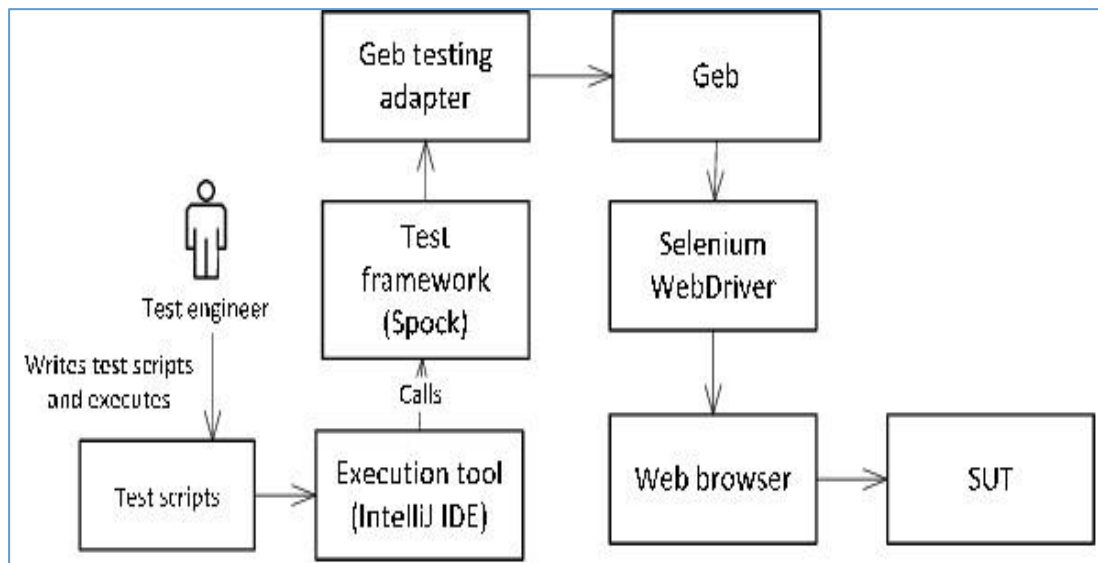 Geb testing
adapter
Geb
Test
framework
(Spock)
Selenium
WebDriver
Test engineer
Writes test scripts
and executes
Calls
Test scripts
Execution tool
(IntelliJ IDE)
Web browser
SUT